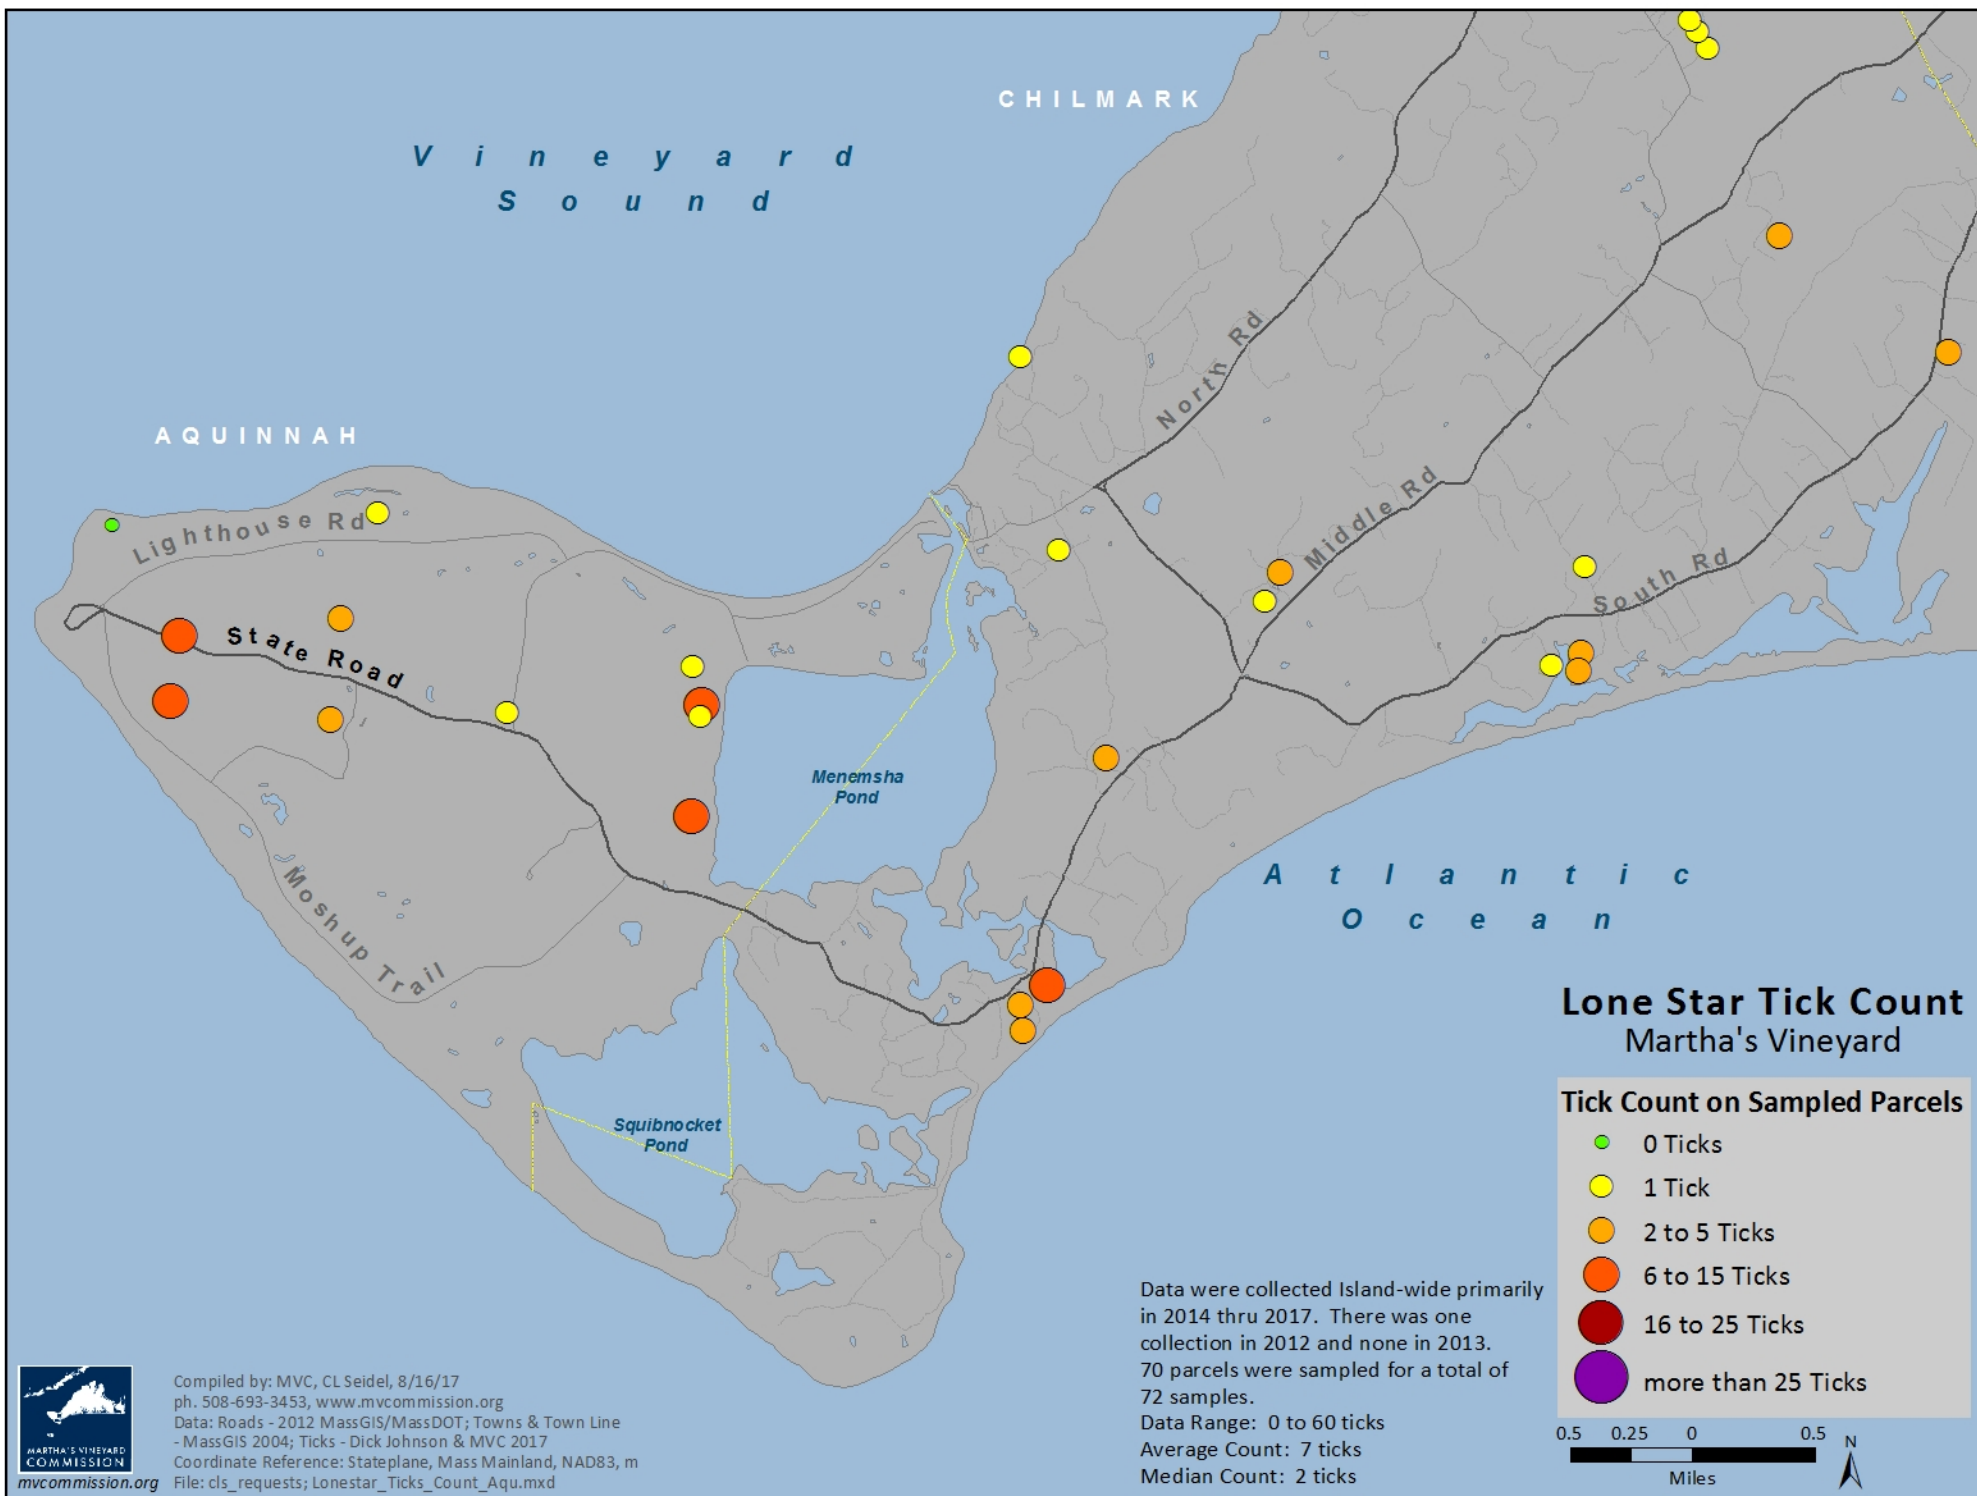 CHILMARK
Vineyard
Sound
North Rd
AQUINNAH
Lighthouse Rd
Middle Rd
South Rd
State Road
Menemsha
Pond
Moshup Trail
Atlantic
Ocean
Squibnocket
Pond
Lone Star Tick Count
Martha's Vineyard
Tick Count on Sampled Parcels
0 Ticks
1 Tick
2 to 5 Ticks
6 to 15 Ticks
16 to 25 Ticks
more than 25 Ticks
0.5 0.25 0 0.5
Miles
N
Data were collected Island-wide primarily
in 2014 thru 2017. There was one
collection in 2012 and none in 2013.
70 parcels were sampled for a total of
72 samples.
Data Range: 0 to 60 ticks
Average Count: 7 ticks
Median Count: 2 ticks
MARTHA'S VINEYARD
COMMISSION
mvcommission.org
Compiled by: MVC, CL Seidel, 8/16/17
ph. 508-693-3453, www.mvcommission.org
Data: Roads - 2012 MassGIS/MassDOT; Towns & Town Line
- MassGIS 2004; Ticks - Dick Johnson & MVC 2017
Coordinate Reference: Stateplane, Mass Mainland, NAD83, m
File: cls_requests; Lonestar_Ticks_Count_Aqu.mxd